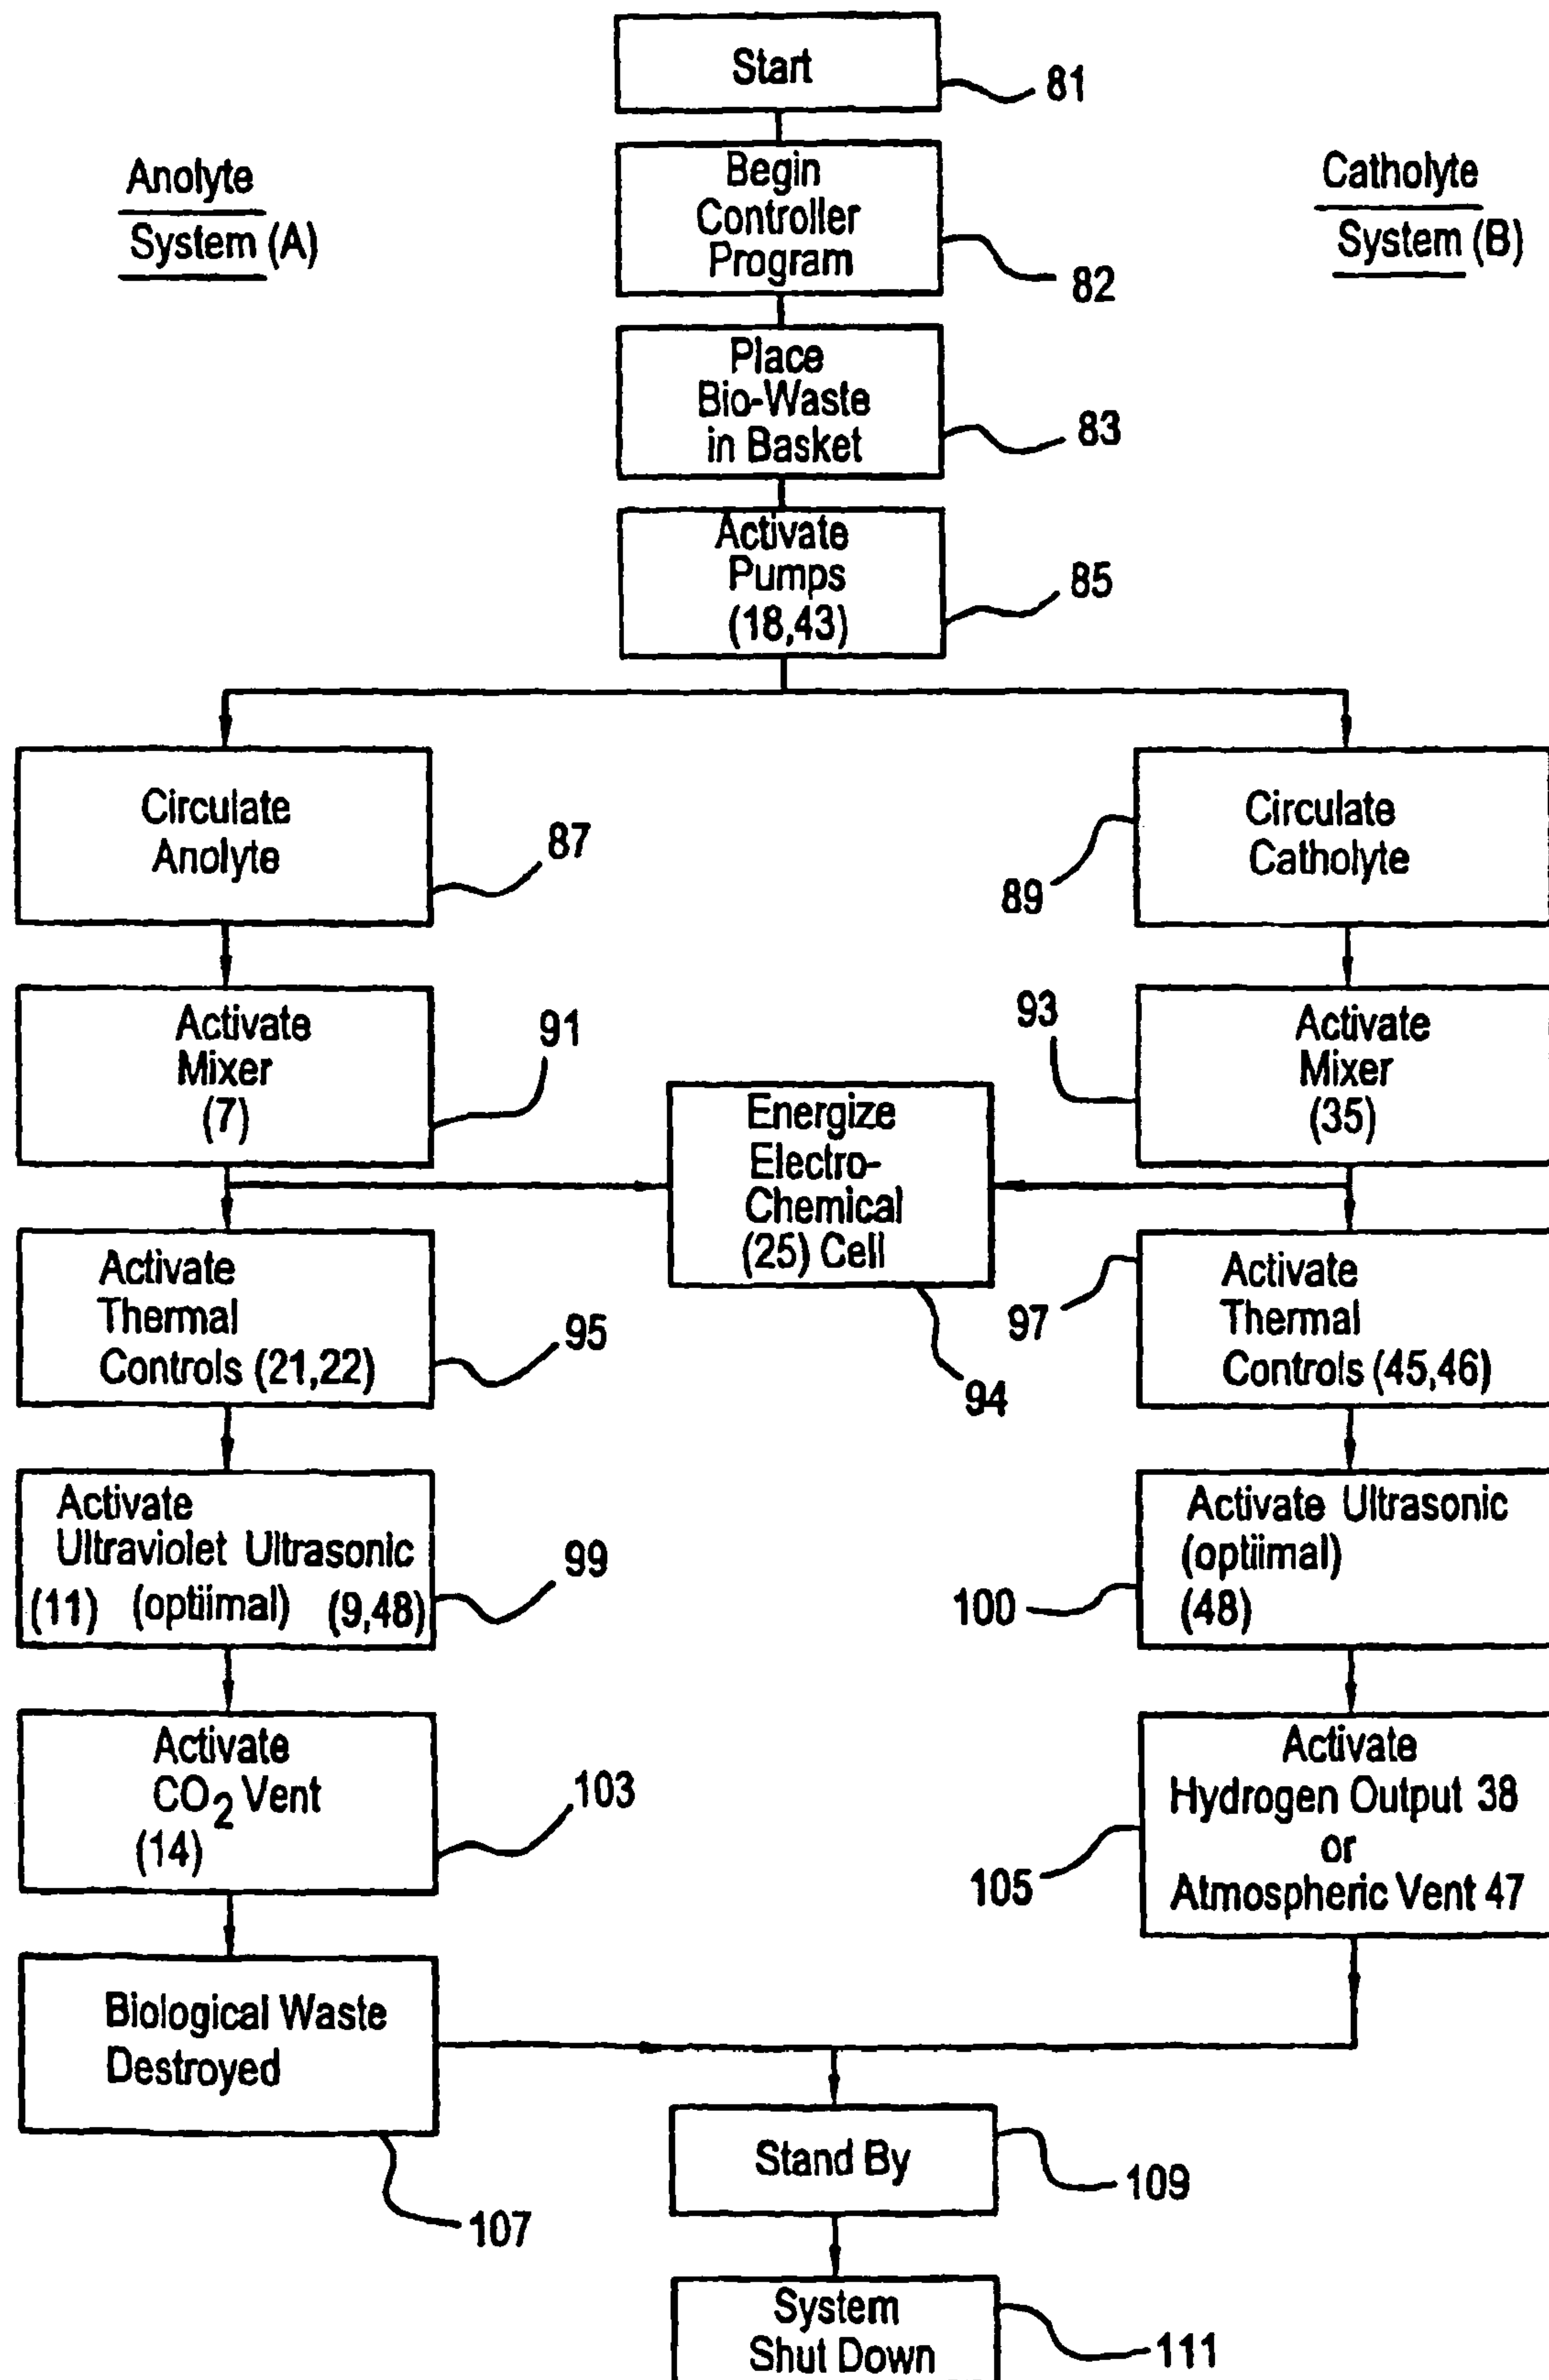 Start
81
Anolyte
System (A)
Catholyte
System (B)
Begin
Controller
Program
82
Place
Bio-Waste
in Basket
83
Activate
Pumps
(18,43)
85
Circulate
Anolyte
87
Circulate
Catholyte
89
Activate
Mixer
(7)
91
Activate
Mixer
(35)
93
Energize
Electro-
Chemical
(25) Cell
94
Activate
Thermal
Controls (21,22)
95
Activate
Thermal
Controls (45,46)
97
Activate
Ultraviolet Ultrasonic
(11) (optiimal) (9,48)
99
Activate Ultrasonic
(optiimal)
(48)
100
Activate
CO2 Vent
(14)
103
Activate
Hydrogen Output 38
or
Atmospheric Vent 47
105
Biological Waste
Destroyed
107
Stand By
109
System
Shut Down
111